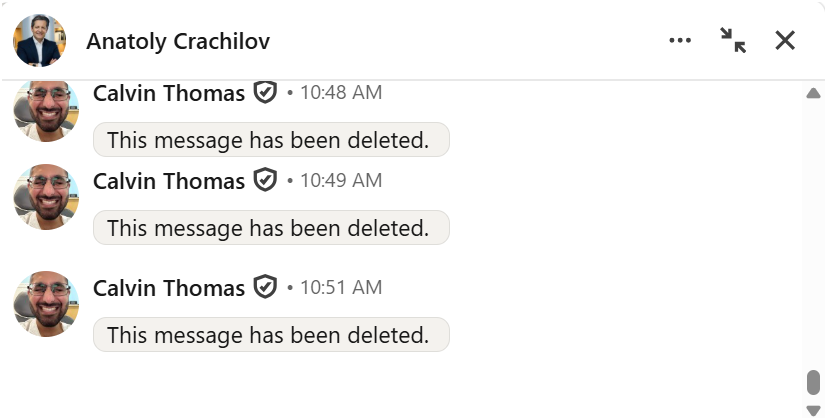 Anatoly Crachilov
Calvin Thomas • 10:48 AM
This message has been deleted.
Calvin Thomas • 10:49 AM
This message has been deleted.
Calvin Thomas • 10:51 AM
This message has been deleted.